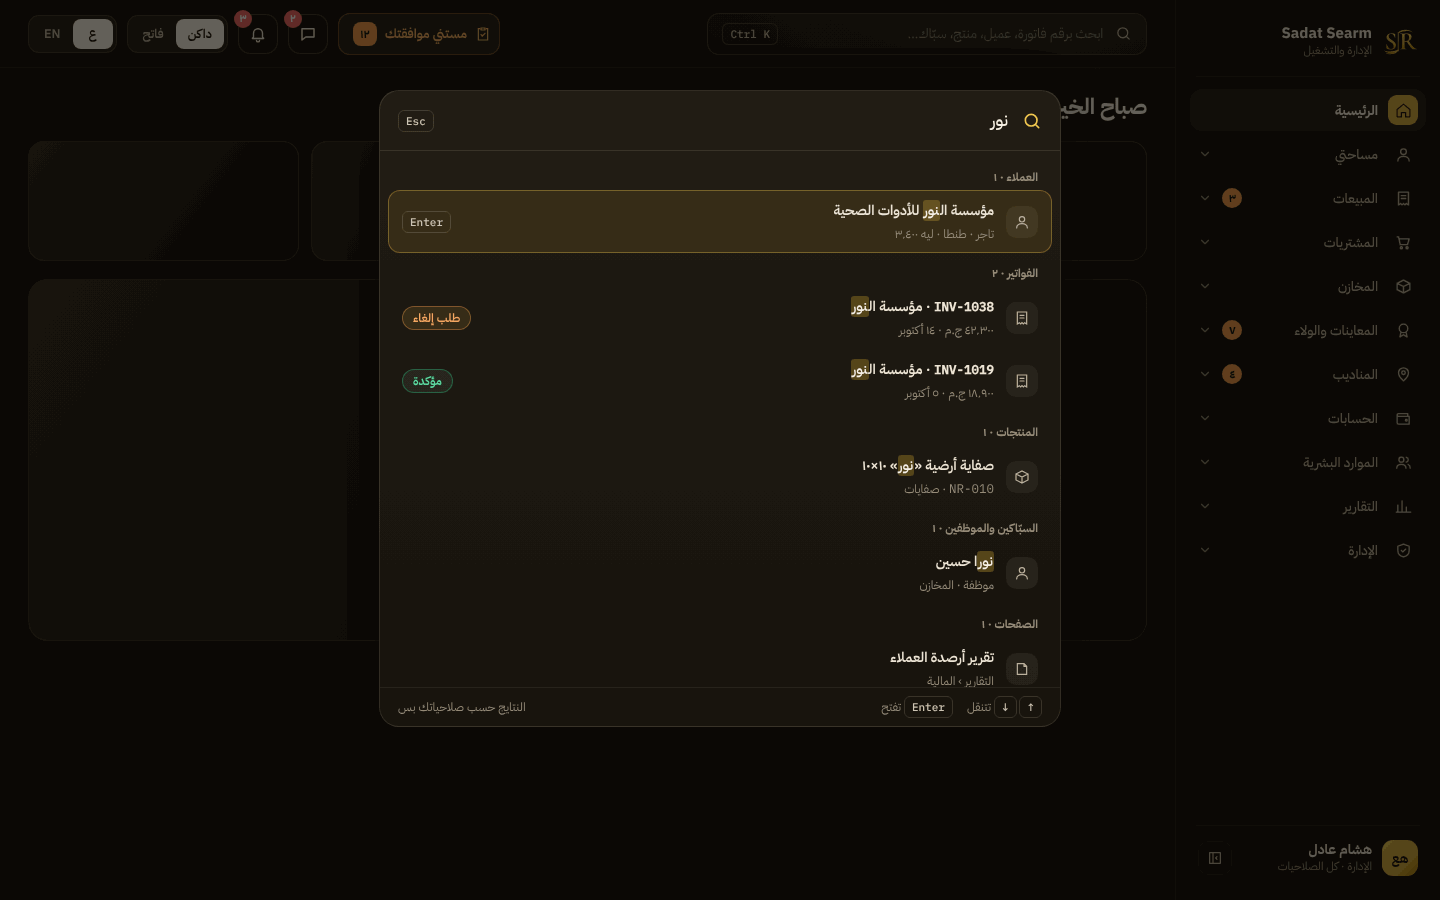 Sadat Searm
الإدارة والتشغيل
SR
ابحث برقم فاتورة، عميل، منتج، سبّاك...
Ctrl K
مستني موافقتك ١٢
٢
٣
داكن
فاتح
ع
EN
الرئيسية
مساحتي
المبيعات ٣
المشتريات
المخازن
المعاينات والولاء ٧
المناديب ٤
الحسابات
الموارد البشرية
التقارير
الإدارة
هشام عادل
الإدارة · كل الصلاحيات
هع
صباح الخير
نور
Esc
العملاء · ١
مؤسسة النور للأدوات الصحية
تاجر · طنطا · ليه ٣,٤٠٠
Enter
الفواتير · ٢
INV-1038 · مؤسسة النور
٤٢,٣٠٠ ج.م · ١٤ أكتوبر
طلب إلغاء
INV-1019 · مؤسسة النور
١٨,٩٠٠ ج.م · ٥ أكتوبر
مؤكدة
المنتجات · ١
صفاية أرضية «نور» ١٠×١٠
NR-010 · صفايات
السبّاكين والموظفين · ١
نورا حسين
موظفة · المخازن
الصفحات · ١
تقرير أرصدة العملاء
التقارير › المالية
↑ ↓ تتنقل Enter تفتح
النتايج حسب صلاحياتك بس